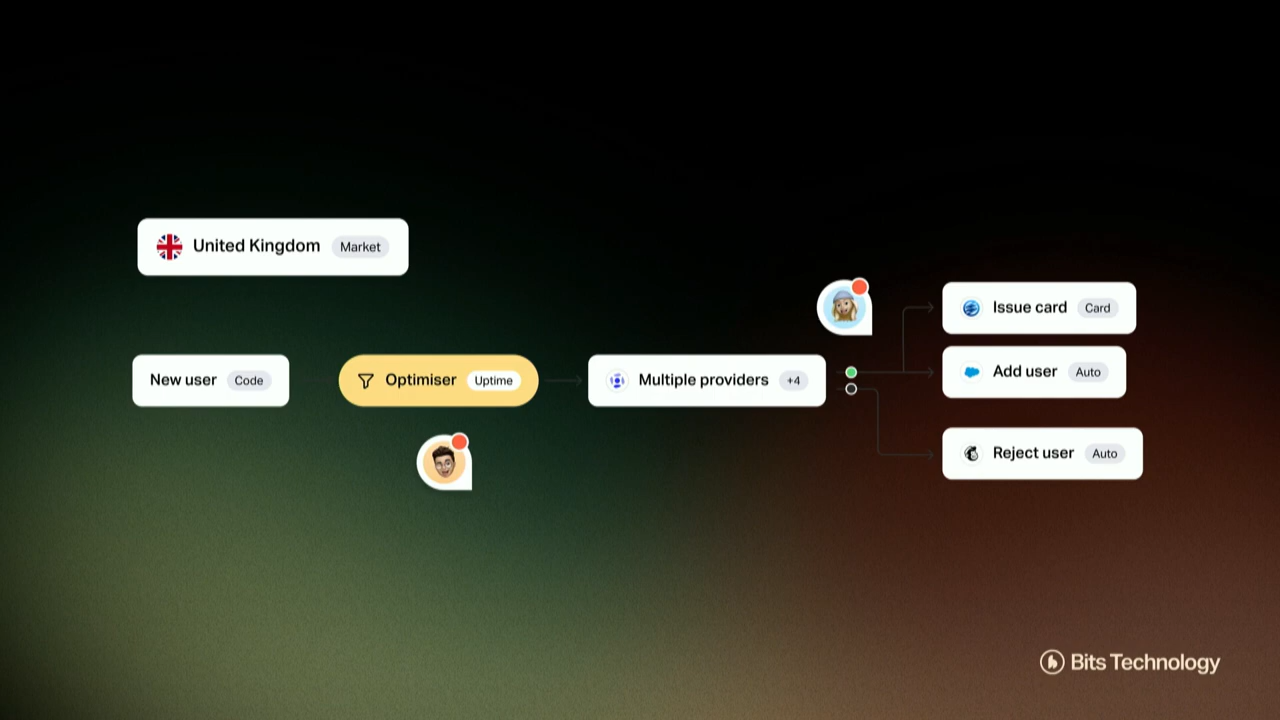 United Kingdom Market
New user Code
Optimiser Uptime
Multiple providers +4
Issue card Card
Add user Auto
Reject user Auto
Bits Technology